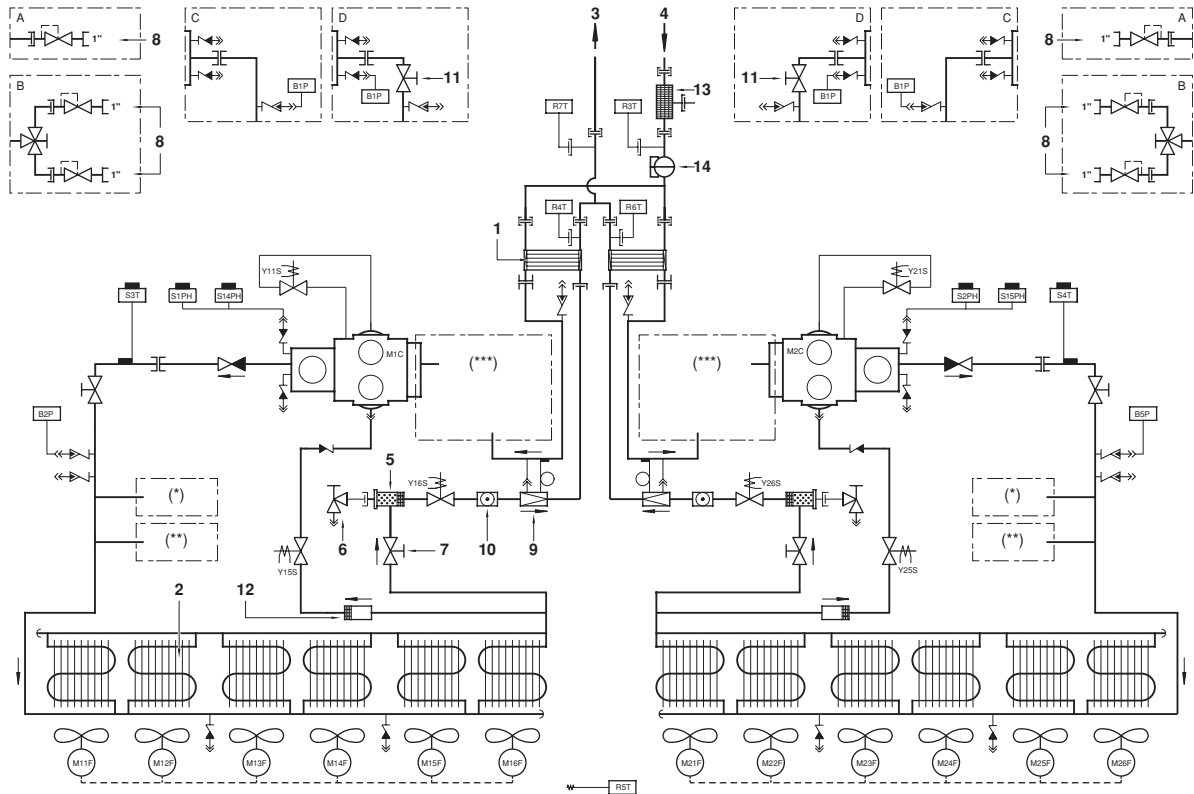 A
1"
8
C
B1P
D
B1P
11
3
4
D
11
B1P
C
B1P
A
8
1"
B
1"
8
1"
R7T
R3T
13
14
B
1"
8
1"
R4T
R6T
1
Y11S
Y21S
S3T
S1PH
S14PH
M1C
(***)
(***)
M2C
S2PH
S15PH
S4T
B2P
B5P
5
Y16S
Y26S
(*)
(*)
6
7
10
9
(**)
(**)
Y15S
Y25S
2
12
M11F
M12F
M13F
M14F
M15F
M16F
M21F
M22F
M23F
M24F
M25F
M26F
R5T